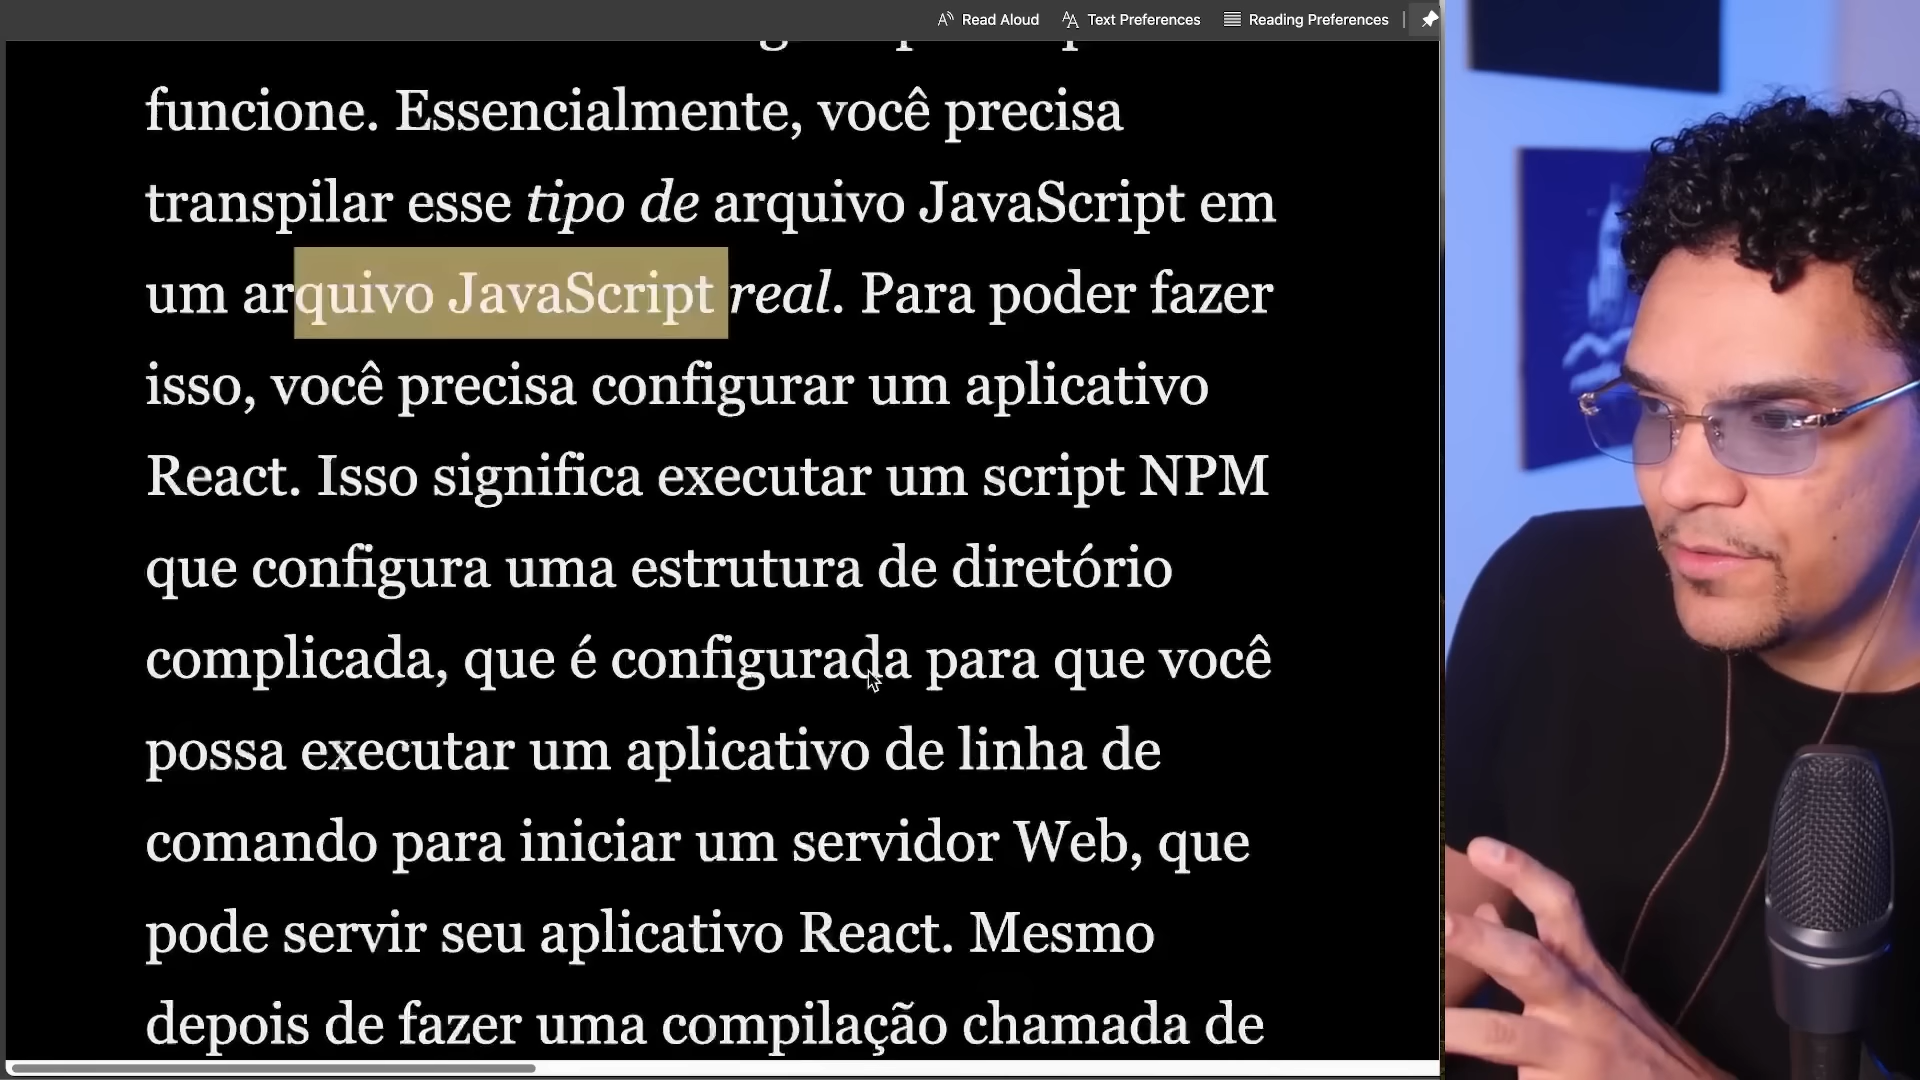 Read Aloud Text Preferences Reading Preferences
funcione. Essencialmente, você precisa
transpilar esse tipo de arquivo JavaScript em
um arquivo JavaScript real. Para poder fazer
isso, você precisa configurar um aplicativo
React. Isso significa executar um script NPM
que configura uma estrutura de diretório
complicada, que é configurada para que você
possa executar um aplicativo de linha de
comando para iniciar um servidor Web, que
pode servir seu aplicativo React. Mesmo
depois de fazer uma compilação chamada de